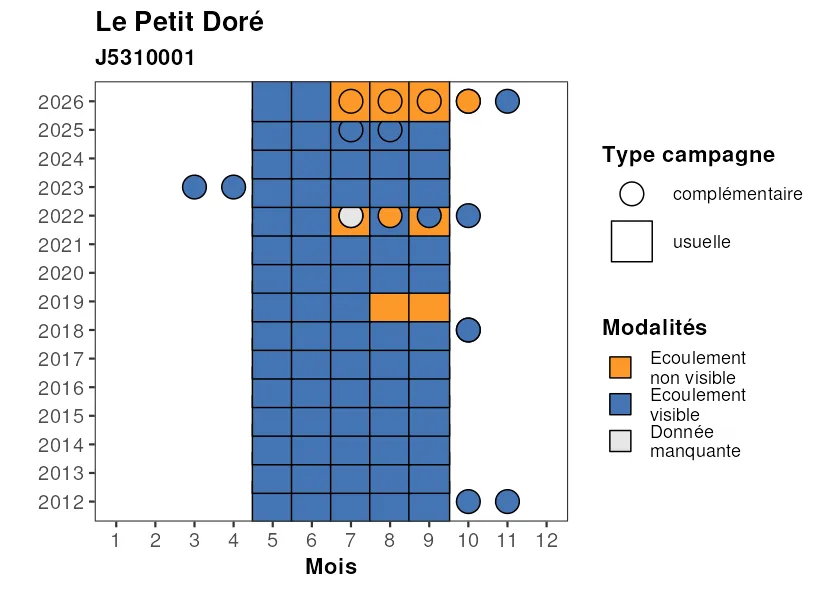 Le Petit Doré
J5310001
2026
2025
2024
2023
2022
2021
2020
2019
2018
2017
2016
2015
2014
2013
2012
1 2 3 4 5 6 7 8 9 10 11 12
Mois
Type campagne
complémentaire
usuelle
Modalités
Ecoulement
non visible
Ecoulement
visible
Donnée
manquante